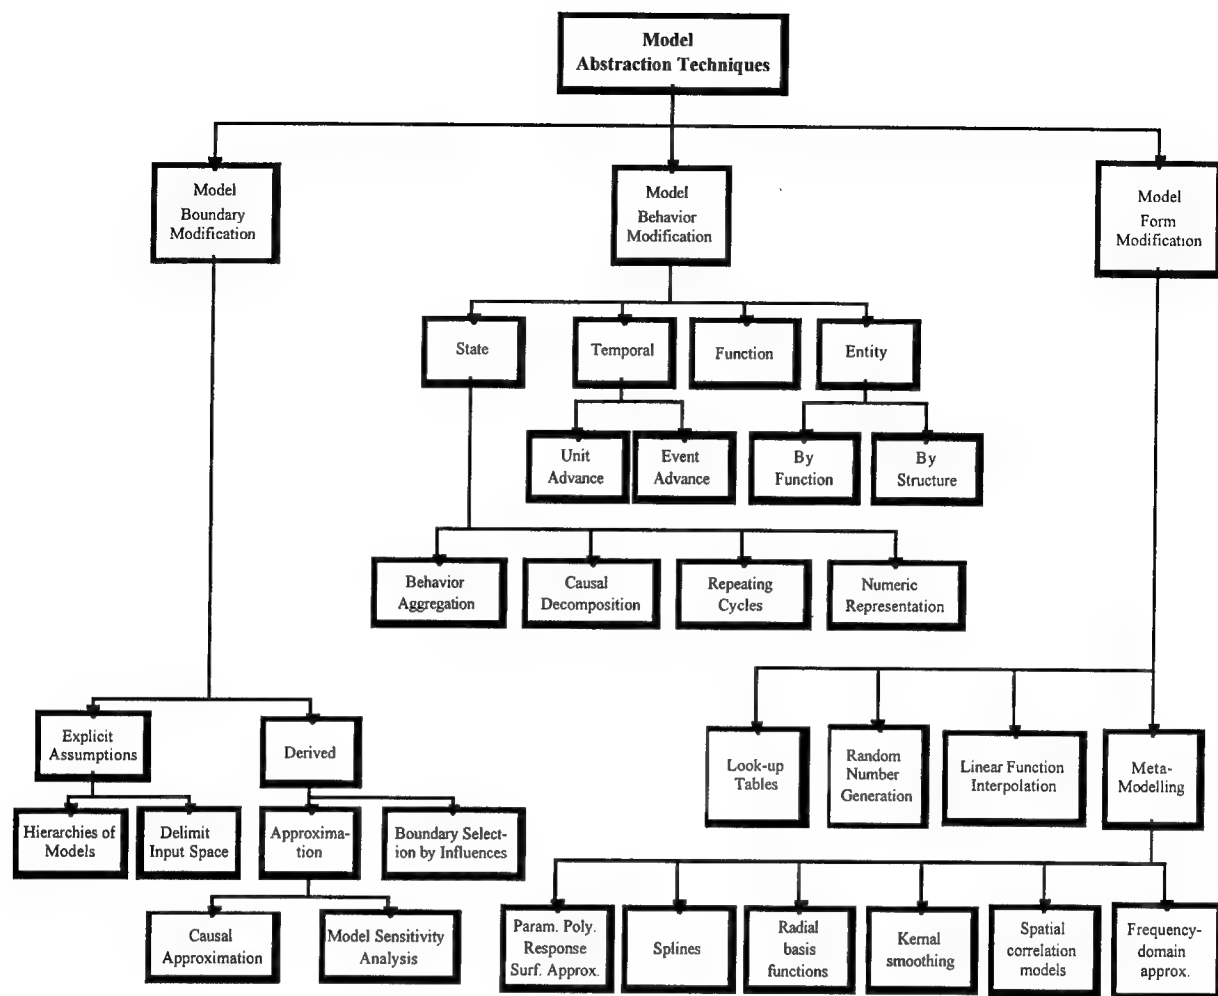 Model
Abstraction Techniques
Model
Boundary
Modification
Model
Behavior
Modification
Model
Form
Modification
State
Temporal
Function
Entity
Unit
Advance
Event
Advance
By
Function
By
Structure
Behavior
Aggregation
Causal
Decomposition
Repeating
Cycles
Numeric
Representation
Explicit
Assumptions
Derived
Look-up
Tables
Random
Number
Generation
Linear Function
Interpolation
Meta-
Modelling
Hierarchies of
Models
Delimit
Input Space
Approxima-
tion
Boundary Select-
ion by Influences
Causal
Approximation
Model Sensitivity
Analysis
Param. Poly.
Response
Surf. Approx.
Splines
Radial
basis
functions
Kernal
smoothing
Spatial
correlation
models
Frequency-
domain
approx.